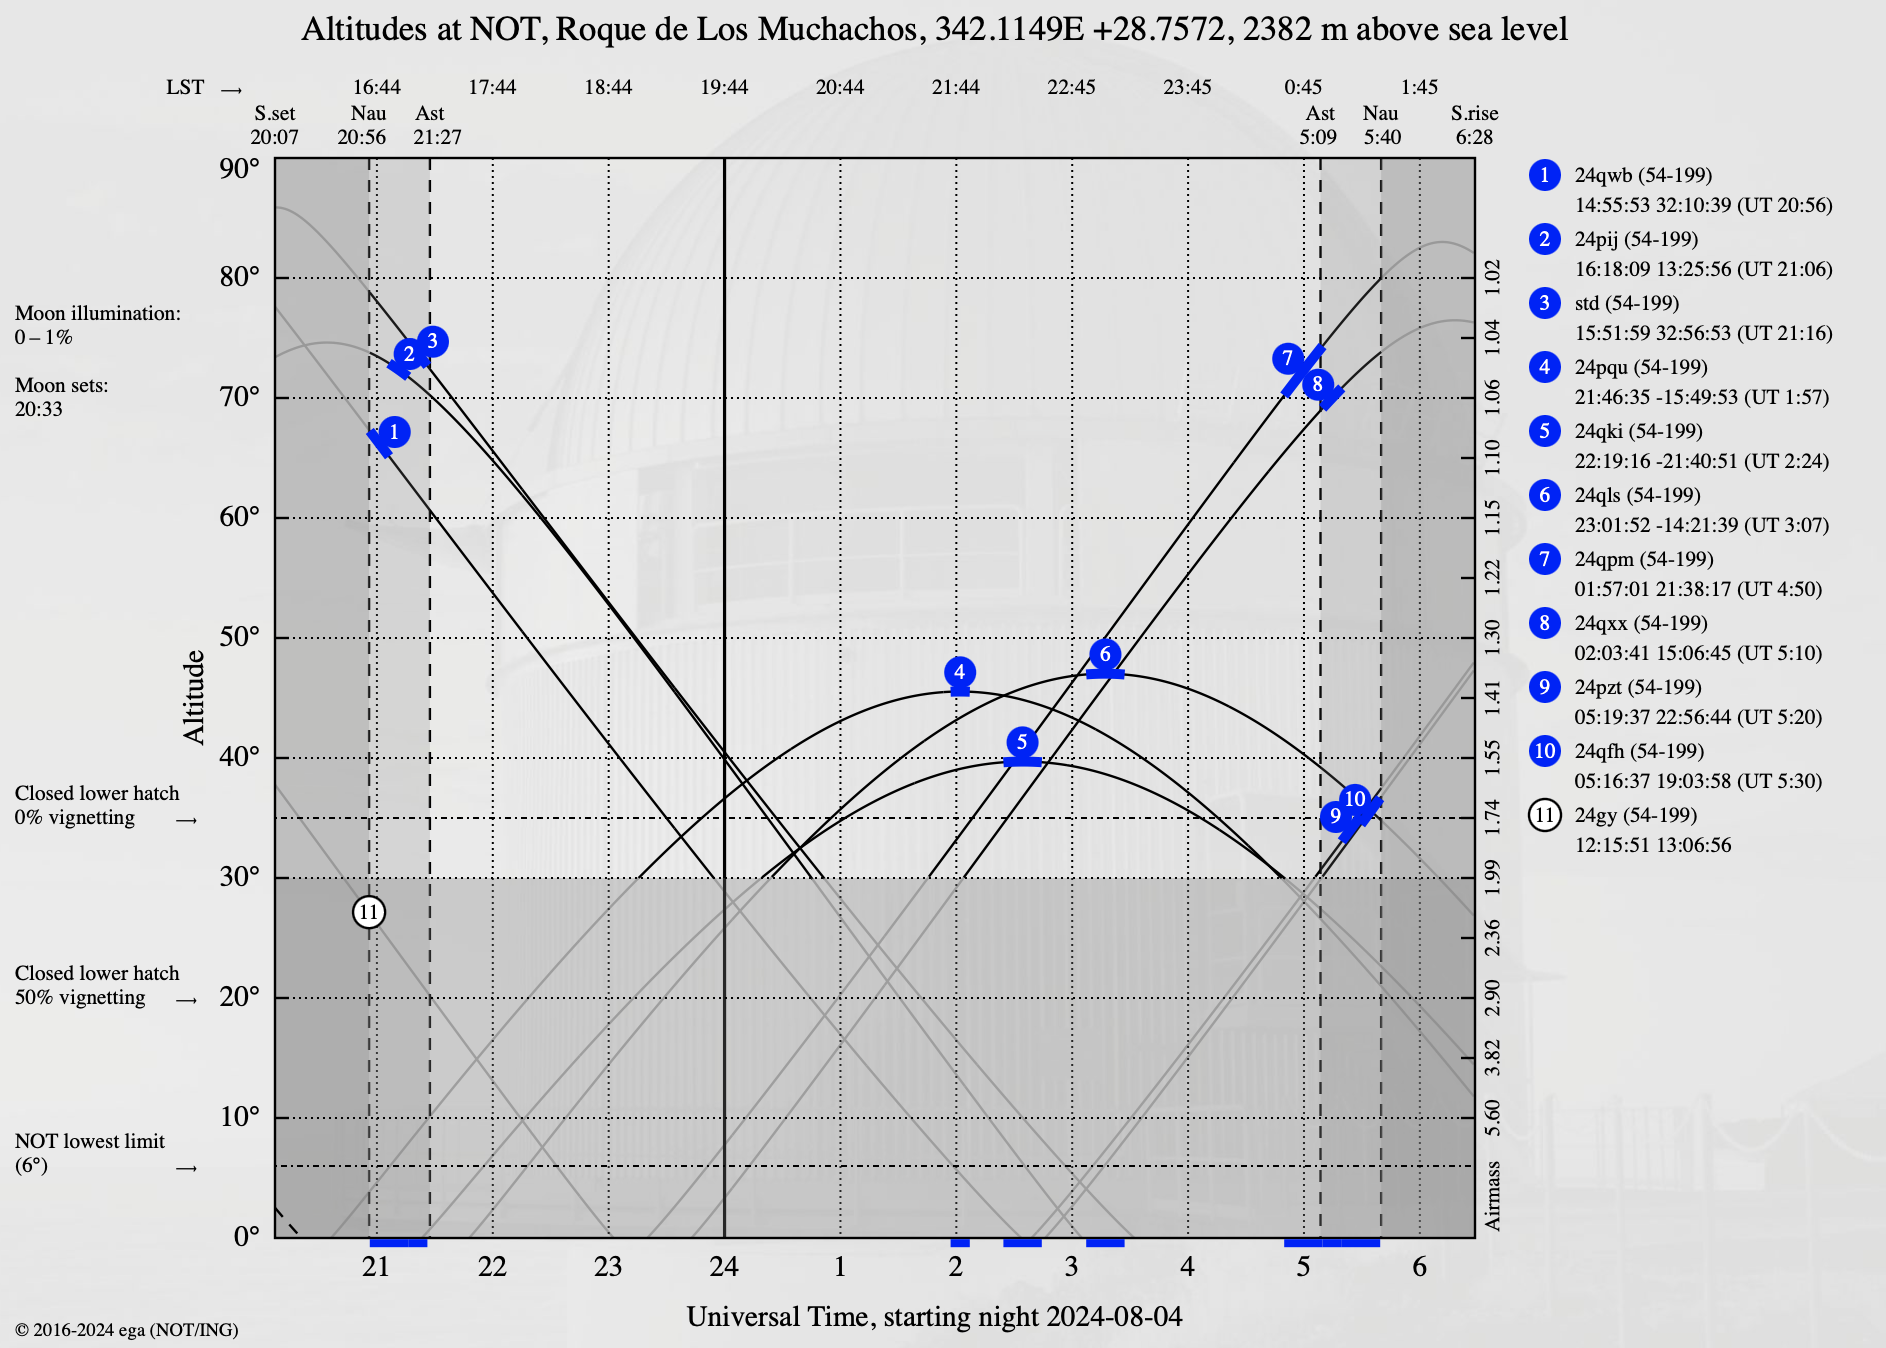 Altitudes at NOT, Roque de Los Muchachos, 342.1149E +28.7572, 2382 m above sea level
LST → 16:44 17:44 18:44 19:44 20:44 21:44 22:45 23:45 0:45 1:45
S.set Nau Ast Ast Nau S.rise
20:07 20:56 21:27 5:09 5:40 6:28
90°
80°
70°
60°
50°
40°
30°
20°
10°
0°
Altitude
Moon illumination:
0 – 1%
Moon sets:
20:33
Closed lower hatch
0% vignetting →
Closed lower hatch
50% vignetting →
NOT lowest limit
(6°) →
1
2
3
4
5
6
7
8
9
10
11
1.02
1.04
1.06
1.10
1.15
1.22
1.30
1.41
1.55
1.74
1.99
2.36
2.90
3.82
5.60
Airmass
1 24qwb (54-199)
14:55:53 32:10:39 (UT 20:56)
2 24pij (54-199)
16:18:09 13:25:56 (UT 21:06)
3 std (54-199)
15:51:59 32:56:53 (UT 21:16)
4 24pqu (54-199)
21:46:35 -15:49:53 (UT 1:57)
5 24qki (54-199)
22:19:16 -21:40:51 (UT 2:24)
6 24qls (54-199)
23:01:52 -14:21:39 (UT 3:07)
7 24qpm (54-199)
01:57:01 21:38:17 (UT 4:50)
8 24qxx (54-199)
02:03:41 15:06:45 (UT 5:10)
9 24pzt (54-199)
05:19:37 22:56:44 (UT 5:20)
10 24qfh (54-199)
05:16:37 19:03:58 (UT 5:30)
11 24gy (54-199)
12:15:51 13:06:56
21 22 23 24 1 2 3 4 5 6
Universal Time, starting night 2024-08-04
© 2016-2024 ega (NOT/ING)